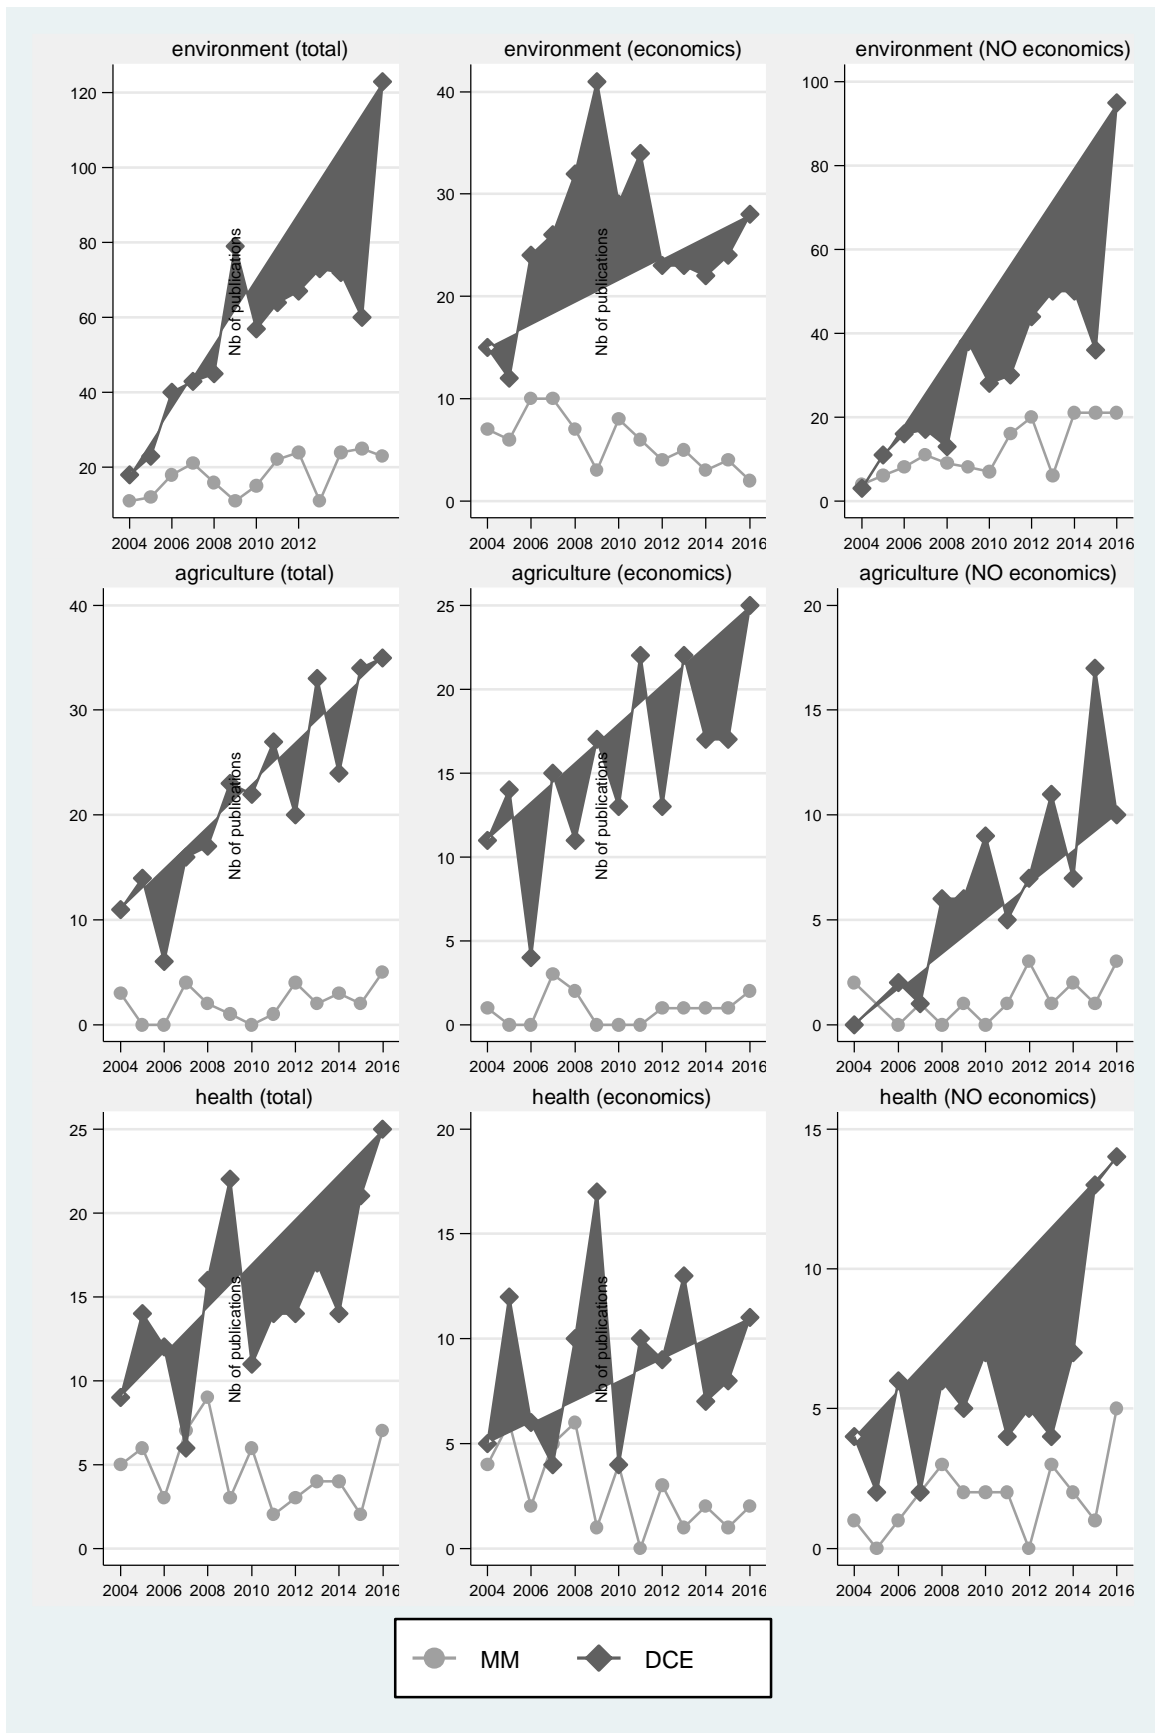 environment (total)
environment (economics)
environment (NO economics)
120
100
80
60
40
20
Nb of publications
2004 2006 2008 2010 2012
40
30
20
10
0
Nb of publications
2004 2006 2008 2010 2012 2014 2016
100
80
60
40
20
0
2004 2006 2008 2010 2012 2014 2016
agriculture (total)
agriculture (economics)
agriculture (NO economics)
40
30
20
10
0
Nb of publications
2004 2006 2008 2010 2012 2014 2016
25
20
15
10
5
0
Nb of publications
2004 2006 2008 2010 2012 2014 2016
20
15
10
5
0
2004 2006 2008 2010 2012 2014 2016
health (total)
health (economics)
health (NO economics)
25
20
15
10
5
0
Nb of publications
2004 2006 2008 2010 2012 2014 2016
20
15
10
5
0
Nb of publications
2004 2006 2008 2010 2012 2014 2016
15
10
5
0
2004 2006 2008 2010 2012 2014 2016
MM DCE